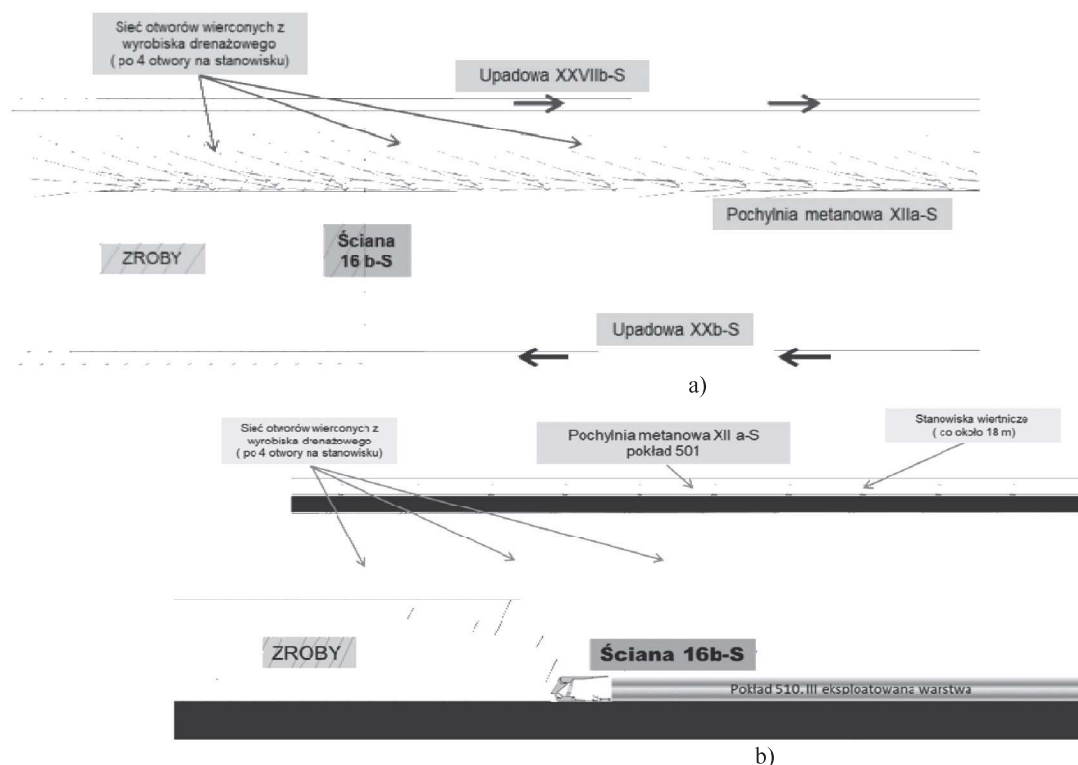 Sieć otworów wierconych z
wyrobiska drenażowego
( po 4 otwory na stanowisku)
Upadowa XXVIIb-S
Pochylnia metanowa XIIa-S
ZROBY
Ściana
16 b-S
Upadowa XXb-S
a)
Sieć otworów wierconych z
wyrobiska drenażowego
( po 4 otwory na stanowisku)
Pochylnia metanowa XII a-S
pokład 501
Stanowiska wiertnicze
( co około 18 m)
ZROBY
Ściana 16b-S
Pokład 510. III eksploatowana warstwa
b)